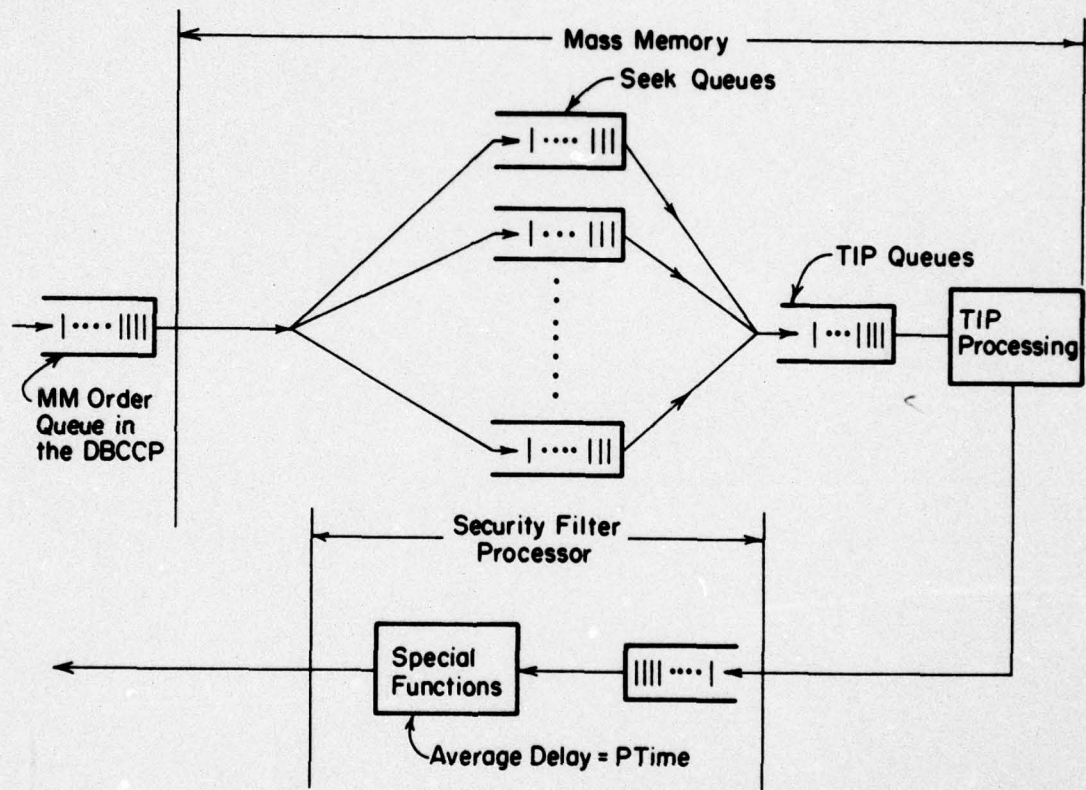 Mass Memory
Seek Queues
TIP Queues
TIP
Processing
MM Order
Queue in
the DBCCP
Security Filter
Processor
Special
Functions
Average Delay = PTime